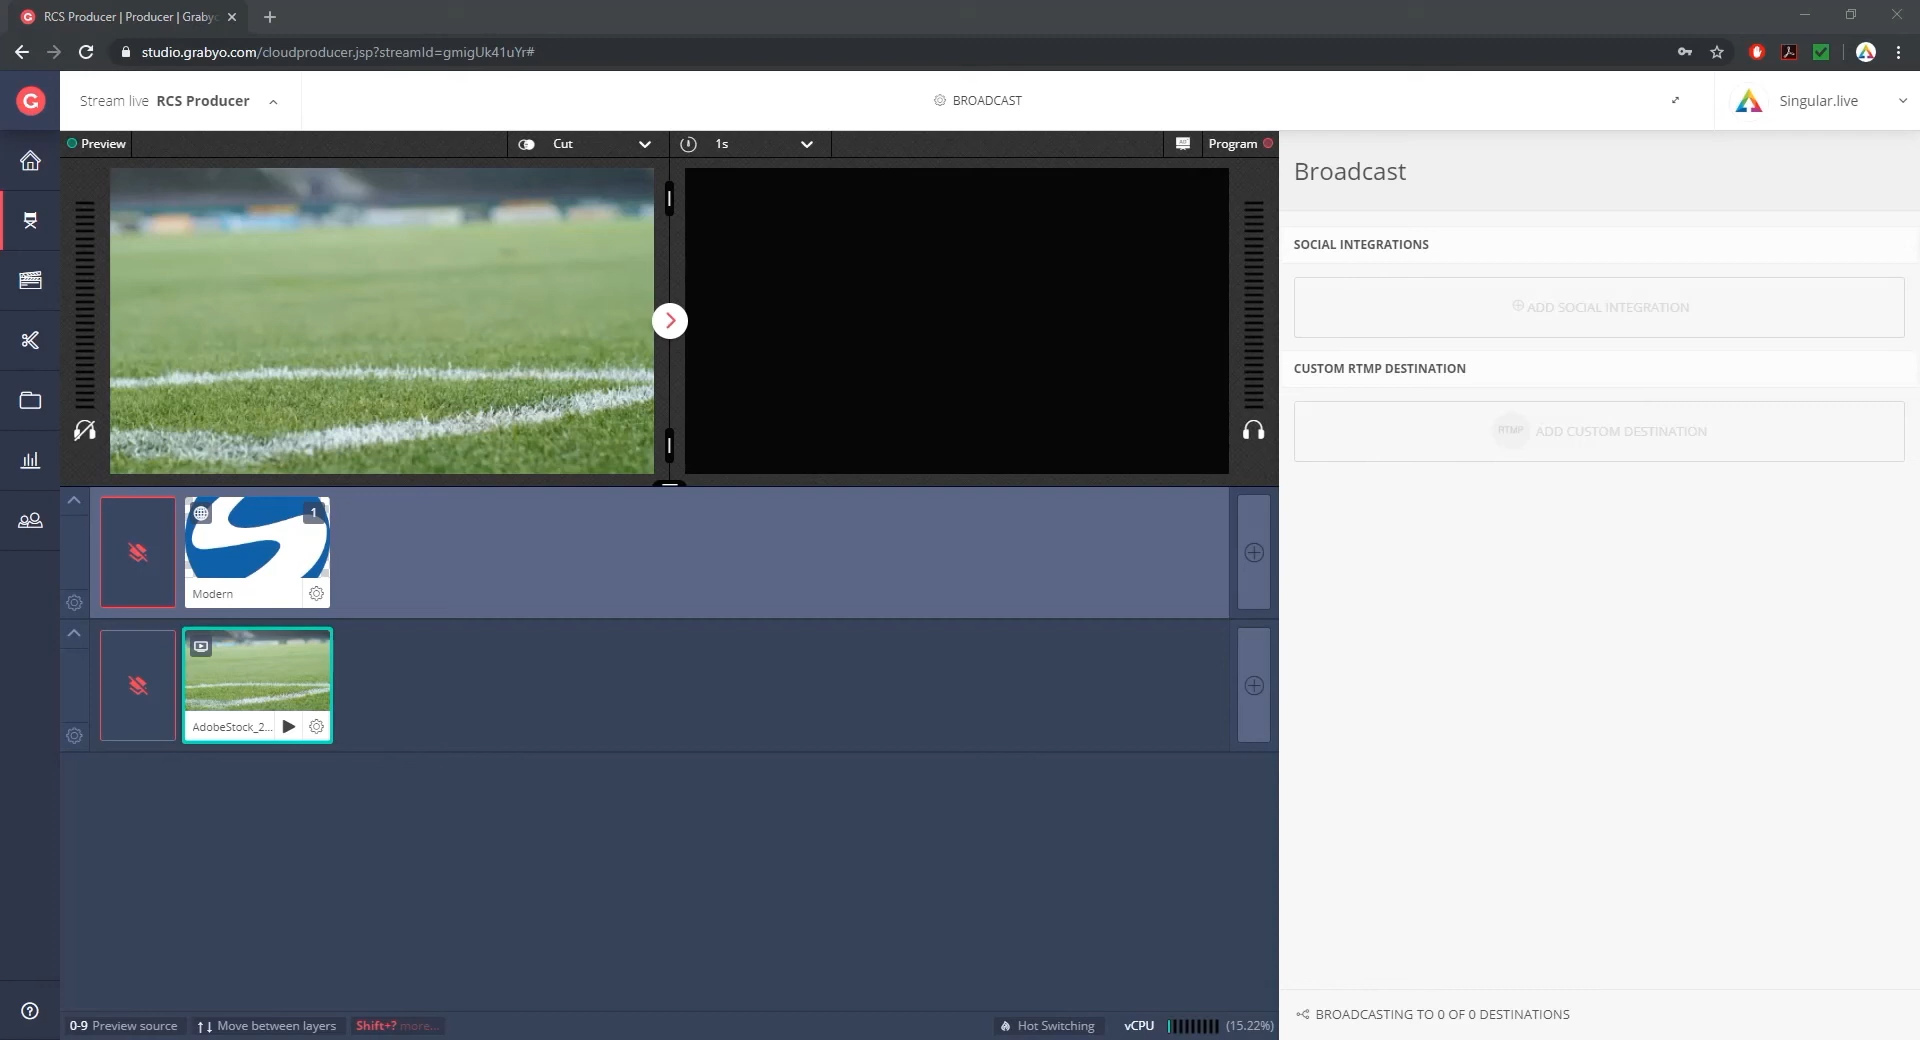 RCS Producer | Producer | Graby
studio.grabyo.com/cloudproducer.jsp?streamId=gmigUk41uYr#
Stream live RCS Producer
BROADCAST
Singular.live
Preview
Cut
1s
Program
Broadcast
SOCIAL INTEGRATIONS
ADD SOCIAL INTEGRATION
CUSTOM RTMP DESTINATION
RTMP ADD CUSTOM DESTINATION
1
Modern
AdobeStock_2...
0-9 Preview source
Move between layers
Shift+? more...
Hot Switching
vCPU
(15.22%)
BROADCASTING TO 0 OF 0 DESTINATIONS